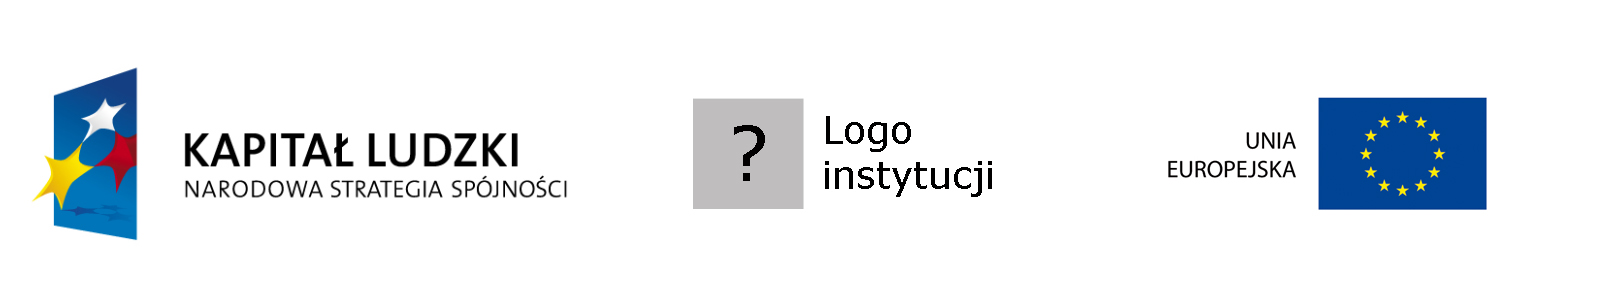 KAPITAŁ LUDZKI
NARODOWA STRATEGIA SPÓJNOŚCI
?
Logo
instytucji
UNIA
EUROPEJSKA